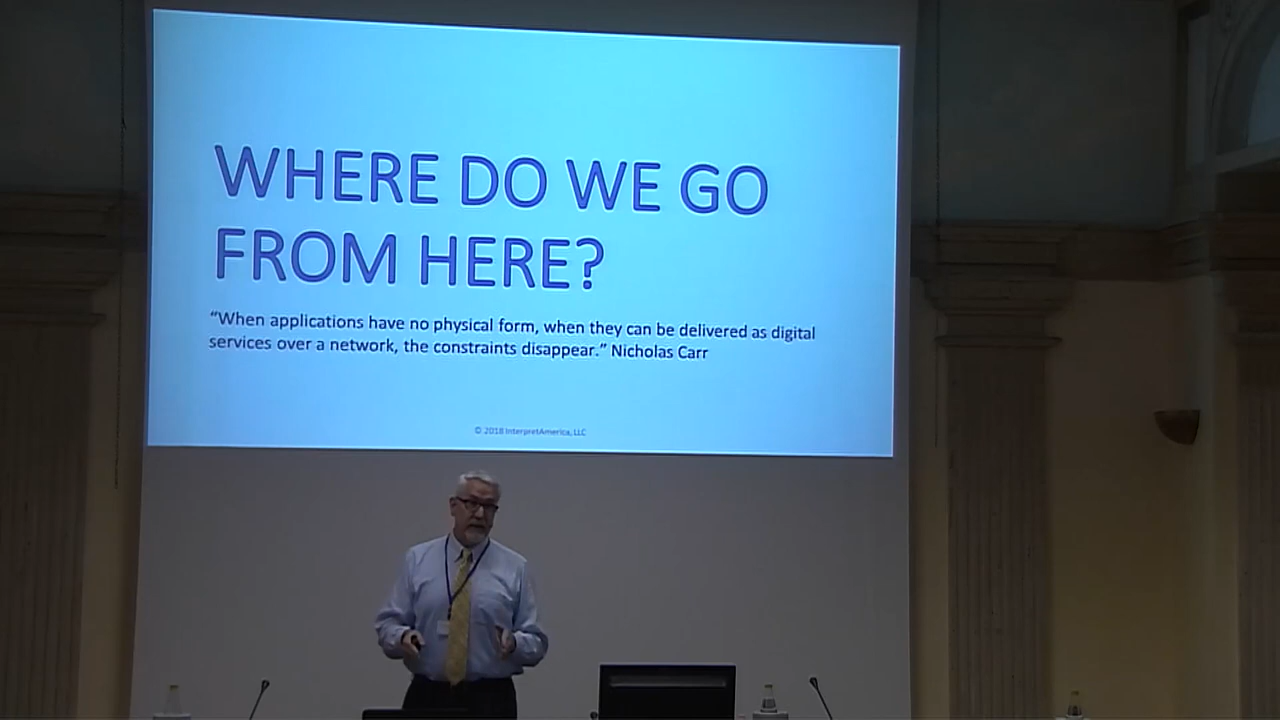 WHERE DO WE GO
FROM HERE?
“When applications have no physical form, when they can be delivered as digital
services over a network, the constraints disappear.” Nicholas Carr
© 2018 InterpretAmerica, LLC